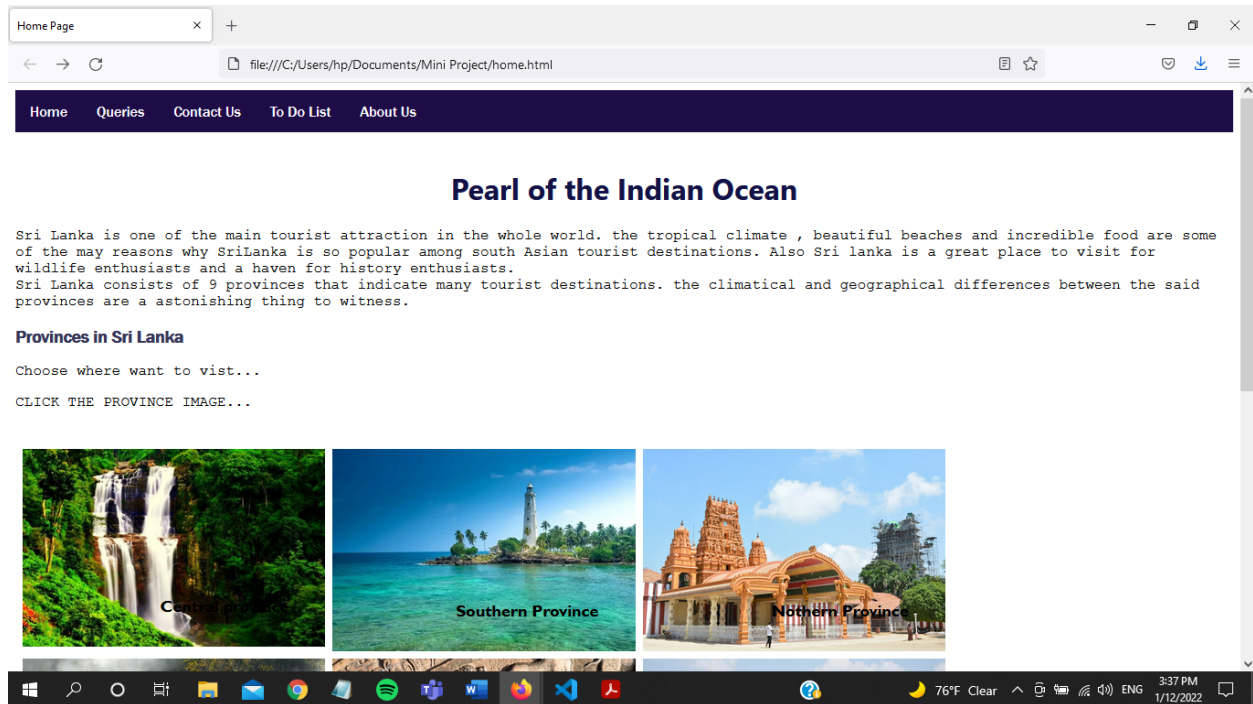 Home Page
file:///C:/Users/hp/Documents/Mini Project/home.html
Home Queries Contact Us To Do List About Us
Pearl of the Indian Ocean
Sri Lanka is one of the main tourist attraction in the whole world. the tropical climate , beautiful beaches and incredible food are some
of the may reasons why SriLanka is so popular among south Asian tourist destinations. Also Sri lanka is a great place to visit for
wildlife enthusiasts and a haven for history enthusiasts.
Sri Lanka consists of 9 provinces that indicate many tourist destinations. the climatical and geographical differences between the said
provinces are a astonishing thing to witness.
Provinces in Sri Lanka
Choose where want to vist...
CLICK THE PROVINCE IMAGE...
Central province
Southern Province
Nothern Province
76°F Clear
ENG
3:37 PM
1/12/2022